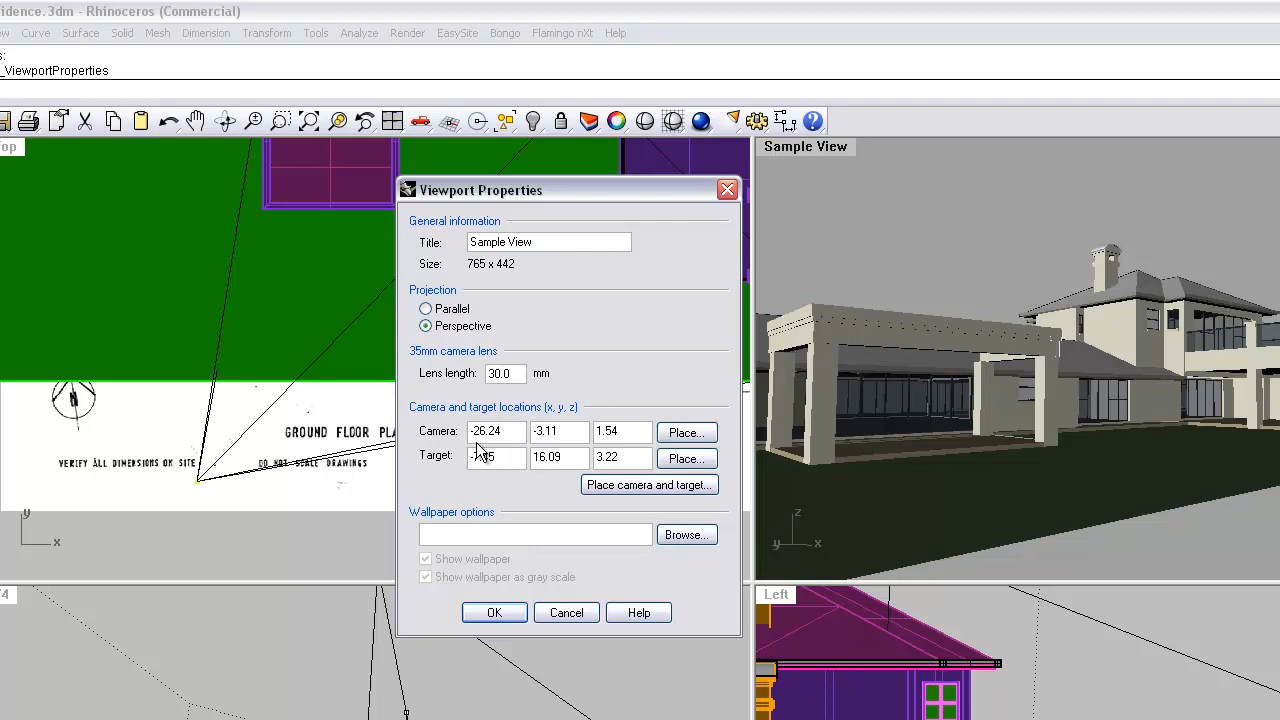 idence.3dm - Rhinoceros (Commercial)
Curve Surface Solid Mesh Dimension Transform Tools Analyze Render EasySite Bongo Flamingo nXt Help
s:
_ViewportProperties
Top
Sample View
Viewport Properties
General information
Title: Sample View
Size: 765 x 442
Projection
Parallel
Perspective
35mm camera lens
Lens length: 30.0 mm
Camera and target locations (x, y, z)
Camera: -3.11 1.54 Place...
Target: 16.09 3.22 Place...
Place camera and target...
Wallpaper options
Browse...
Show wallpaper
Show wallpaper as gray scale
OK Cancel Help
N
GROUND FLOOR PLA
VERIFY ALL DIMENSIONS ON SITE DO NOT SCALE DRAWINGS
y
x
z
y x
Left